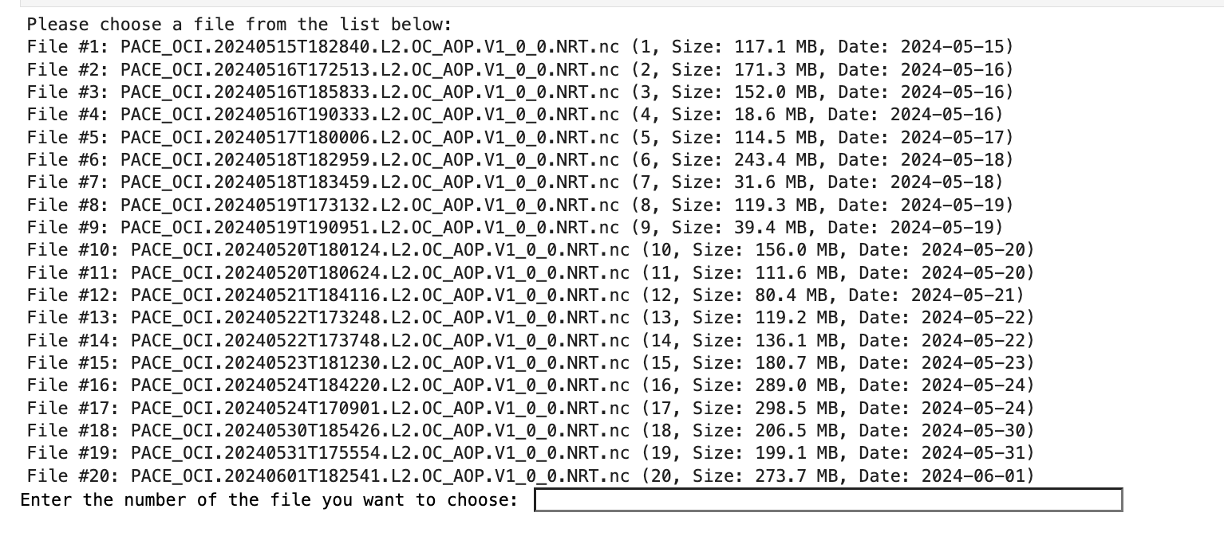 Please choose a file from the list below:
File #1: PACE_OCI.20240515T182840.L2.OC_AOP.V1_0_0.NRT.nc (1, Size: 117.1 MB, Date: 2024-05-15)
File #2: PACE_OCI.20240516T172513.L2.OC_AOP.V1_0_0.NRT.nc (2, Size: 171.3 MB, Date: 2024-05-16)
File #3: PACE_OCI.20240516T185833.L2.OC_AOP.V1_0_0.NRT.nc (3, Size: 152.0 MB, Date: 2024-05-16)
File #4: PACE_OCI.20240516T190333.L2.OC_AOP.V1_0_0.NRT.nc (4, Size: 18.6 MB, Date: 2024-05-16)
File #5: PACE_OCI.20240517T180006.L2.OC_AOP.V1_0_0.NRT.nc (5, Size: 114.5 MB, Date: 2024-05-17)
File #6: PACE_OCI.20240518T182959.L2.OC_AOP.V1_0_0.NRT.nc (6, Size: 243.4 MB, Date: 2024-05-18)
File #7: PACE_OCI.20240518T183459.L2.OC_AOP.V1_0_0.NRT.nc (7, Size: 31.6 MB, Date: 2024-05-18)
File #8: PACE_OCI.20240519T173132.L2.OC_AOP.V1_0_0.NRT.nc (8, Size: 119.3 MB, Date: 2024-05-19)
File #9: PACE_OCI.20240519T190951.L2.OC_AOP.V1_0_0.NRT.nc (9, Size: 39.4 MB, Date: 2024-05-19)
File #10: PACE_OCI.20240520T180124.L2.OC_AOP.V1_0_0.NRT.nc (10, Size: 156.0 MB, Date: 2024-05-20)
File #11: PACE_OCI.20240520T180624.L2.OC_AOP.V1_0_0.NRT.nc (11, Size: 111.6 MB, Date: 2024-05-20)
File #12: PACE_OCI.20240521T184116.L2.OC_AOP.V1_0_0.NRT.nc (12, Size: 80.4 MB, Date: 2024-05-21)
File #13: PACE_OCI.20240522T173248.L2.OC_AOP.V1_0_0.NRT.nc (13, Size: 119.2 MB, Date: 2024-05-22)
File #14: PACE_OCI.20240522T173748.L2.OC_AOP.V1_0_0.NRT.nc (14, Size: 136.1 MB, Date: 2024-05-22)
File #15: PACE_OCI.20240523T181230.L2.OC_AOP.V1_0_0.NRT.nc (15, Size: 180.7 MB, Date: 2024-05-23)
File #16: PACE_OCI.20240524T184220.L2.OC_AOP.V1_0_0.NRT.nc (16, Size: 289.0 MB, Date: 2024-05-24)
File #17: PACE_OCI.20240524T170901.L2.OC_AOP.V1_0_0.NRT.nc (17, Size: 298.5 MB, Date: 2024-05-24)
File #18: PACE_OCI.20240530T185426.L2.OC_AOP.V1_0_0.NRT.nc (18, Size: 206.5 MB, Date: 2024-05-30)
File #19: PACE_OCI.20240531T175554.L2.OC_AOP.V1_0_0.NRT.nc (19, Size: 199.1 MB, Date: 2024-05-31)
File #20: PACE_OCI.20240601T182541.L2.OC_AOP.V1_0_0.NRT.nc (20, Size: 273.7 MB, Date: 2024-06-01)
Enter the number of the file you want to choose: